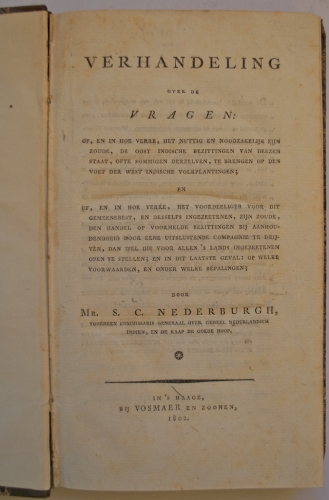 VERHANDELING
OVER DE
VRAGEN:
OF, EN IN HOE VERRE, HET NUTTIG EN NOODZAKELIJK ZIJN
ZOUDE, DE OOST INDISCHE BEZITTINGEN VAN DEEZEN
STAAT, OFTE SOMMIGEN DERZELVEN, TE BRENGEN OP DEN
VOET DER WEST INDISCHE VOLKPLANTINGEN;
EN
OF, EN IN HOE VERRE, HET VOORDEELIGER VOOR DIT
GEMEENEBEST, EN DESSELFS INGEZEETENEN, ZIJN ZOUDE,
DEN HANDEL OP VOORMELDE BEZITTINGEN BIJ AANHOU-
DENDHEID DOOR EENE UITSLUITENDE COMPAGNIE TE DRIJ-
VEN, DAN WEL DIE VOOR ALLEN 's LANDS INGEZEETENEN
OPEN TE STELLEN; EN IN DIT LAATSTE GEVAL: OP WELKE
VOORWAARDEN, EN ONDER WELKE BEPALINGEN;
DOOR
MR. S. C. NEDERBURGH,
COMMISSARIS GENERAAL OVER GEHEEL NEDERLANDSCH
INDIEN, EN DE KAAP DE GOEDE HOOP.
IN 's HAAGE,
BIJ VOSMAER EN ZOONEN,
1802.